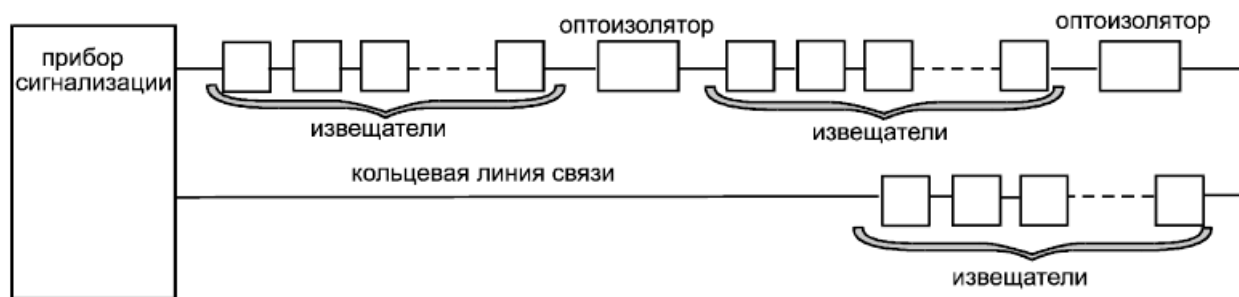 прибор
сигнализации
оптоизолятор
оптоизолятор
извещатели
извещатели
кольцевая линия связи
извещатели